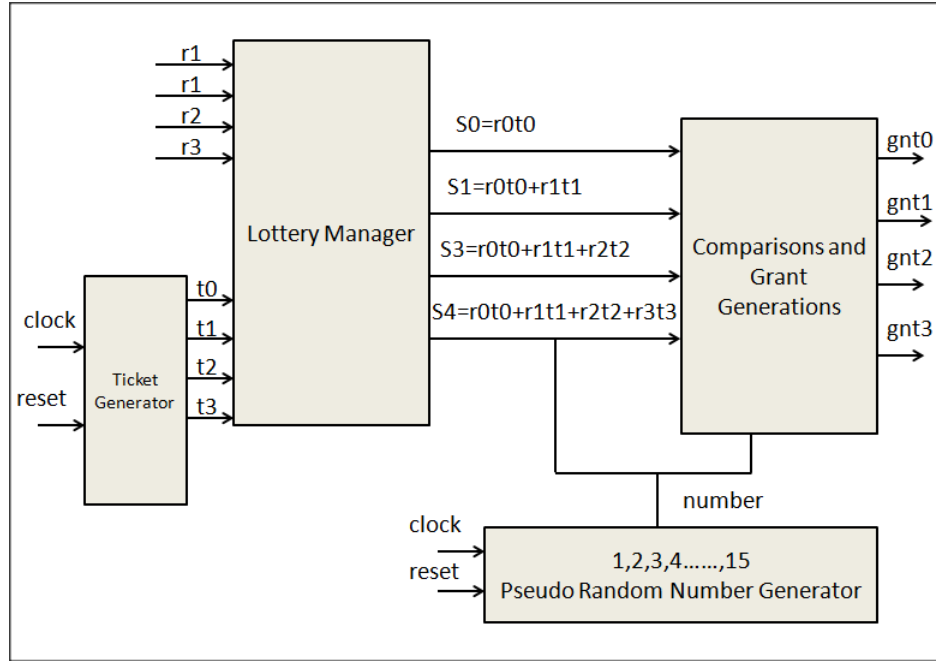 r1
r1
r2
r3
Lottery Manager
S0=r0t0
S1=r0t0+r1t1
S3=r0t0+r1t1+r2t2
S4=r0t0+r1t1+r2t2+r3t3
Comparisons and
Grant
Generations
gnt0
gnt1
gnt2
gnt3
clock
reset
Ticket
Generator
t0
t1
t2
t3
number
clock
reset
1,2,3,4……,15
Pseudo Random Number Generator